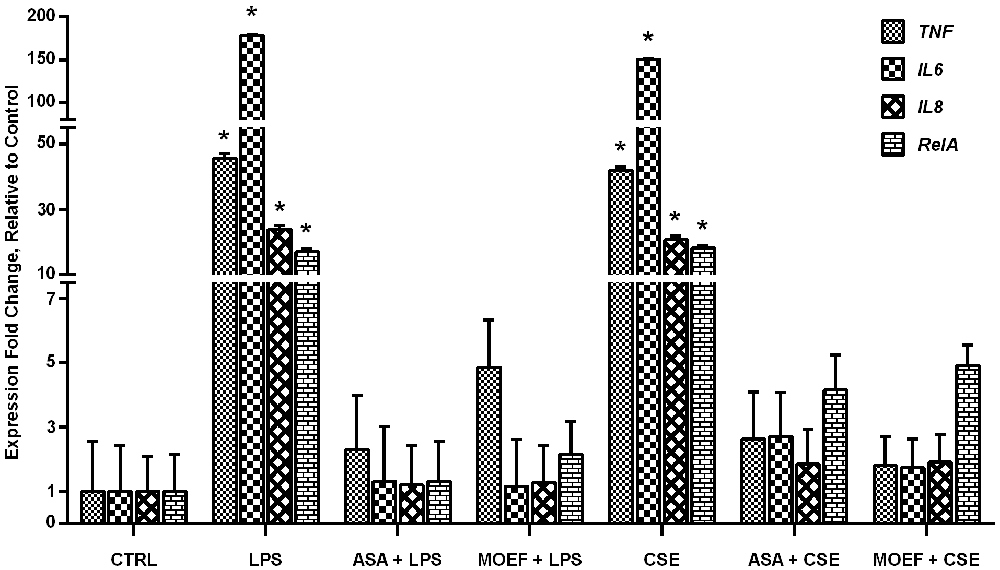 Expression Fold Change, Relative to Control
200
150
100
50
30
10
7
5
3
1
0
*
*
*
*
*
*
*
*
TNF
IL6
IL8
RelA
CTRL
LPS
ASA + LPS
MOEF + LPS
CSE
ASA + CSE
MOEF + CSE